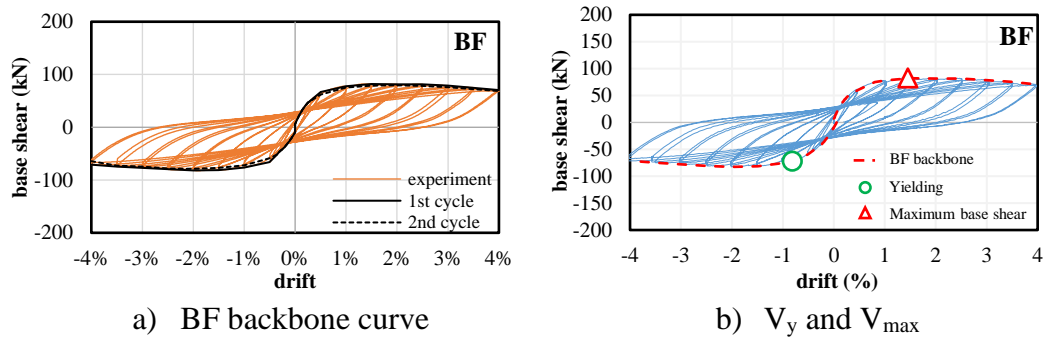 200
100
0
-100
-200
base shear (kN)
BF
experiment
1st cycle
2nd cycle
-4% -3% -2% -1% 0% 1% 2% 3% 4%
drift
a) BF backbone curve
200
150
100
50
0
-50
-100
-150
-200
base shear (kN)
BF
BF backbone
Yielding
Maximum base shear
-4 -3 -2 -1 0 1 2 3 4
drift (%)
b) Vy and Vmax